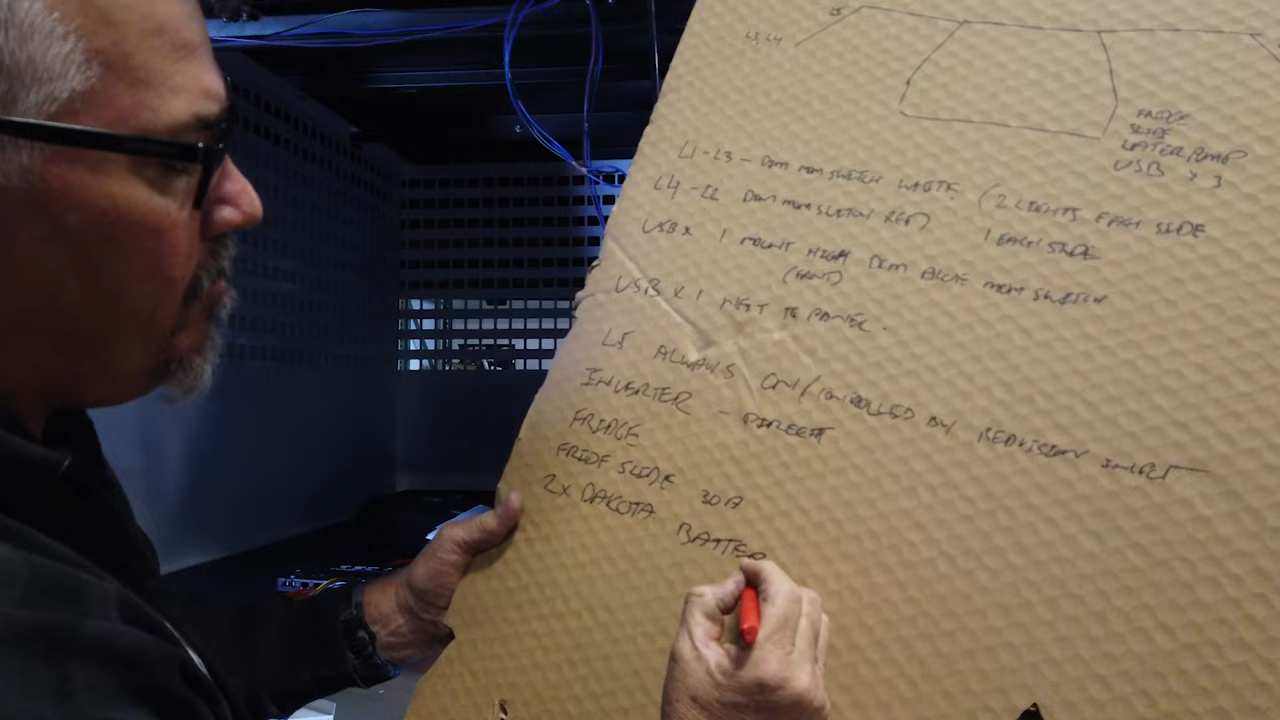 L5
L3, L4
FRIDGE
SLIDE
WATER PUMP
USB x 3
L1-L3 - DIM MOM SWITCH WHITE (2 LIGHTS EACH SIDE
L4-L2 DIM MOM SWITCH RED) 1 EACH SIDE
USB x 1 MOUNT HIGH DIM BLUE MOM SWITCH
(FRONT)
USB x 1 NEXT TO PANEL.
L5 ALWAYS ON/CONTROLLED BY REDVISION
INVERTER - DIRECT
FRIDGE
FRIDGE SLIDE 30A
2x DAKOTA BATTER